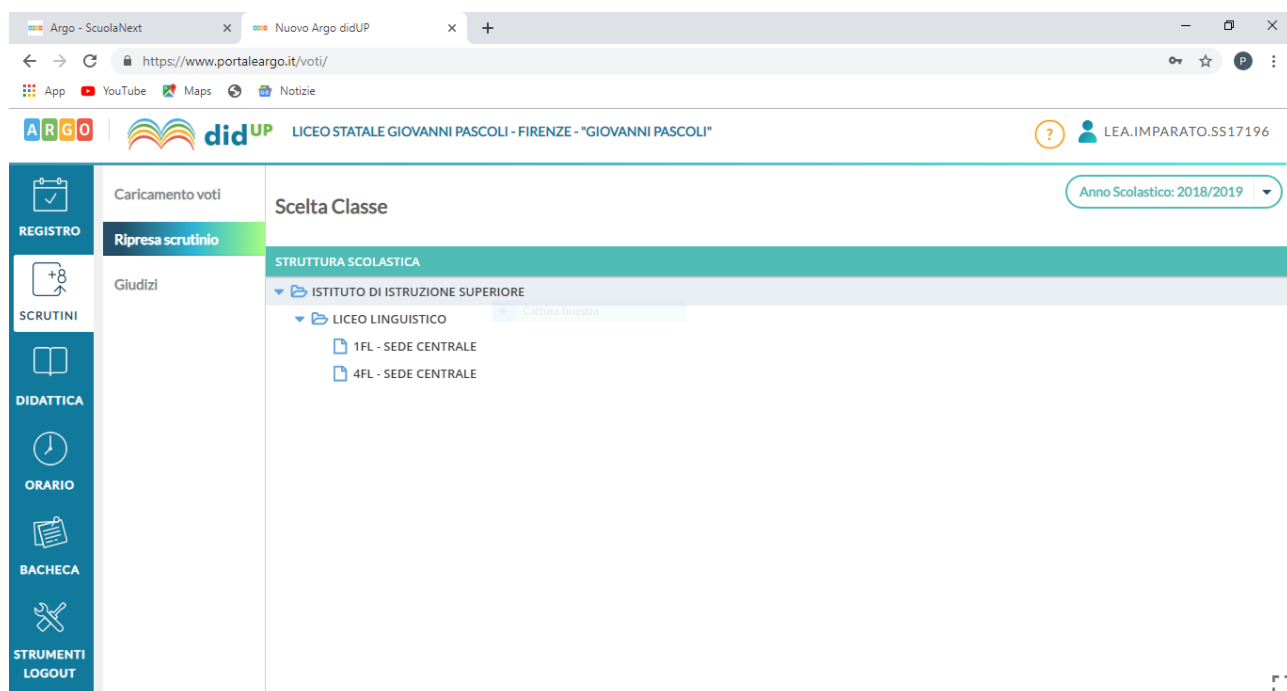 Argo - ScuolaNext
Nuovo Argo didUP
https://www.portaleargo.it/voti/
App YouTube Maps Notizie
ARGO didUP LICEO STATALE GIOVANNI PASCOLI - FIRENZE - "GIOVANNI PASCOLI" ? LEA.IMPARATO.SS17196
REGISTRO
SCRUTINI
DIDATTICA
ORARIO
BACHECA
STRUMENTI
LOGOUT
Caricamento voti
Ripresa scrutinio
Giudizi
Scelta Classe
Anno Scolastico: 2018/2019
STRUTTURA SCOLASTICA
ISTITUTO DI ISTRUZIONE SUPERIORE
Cattura finestra
LICEO LINGUISTICO
1FL - SEDE CENTRALE
4FL - SEDE CENTRALE